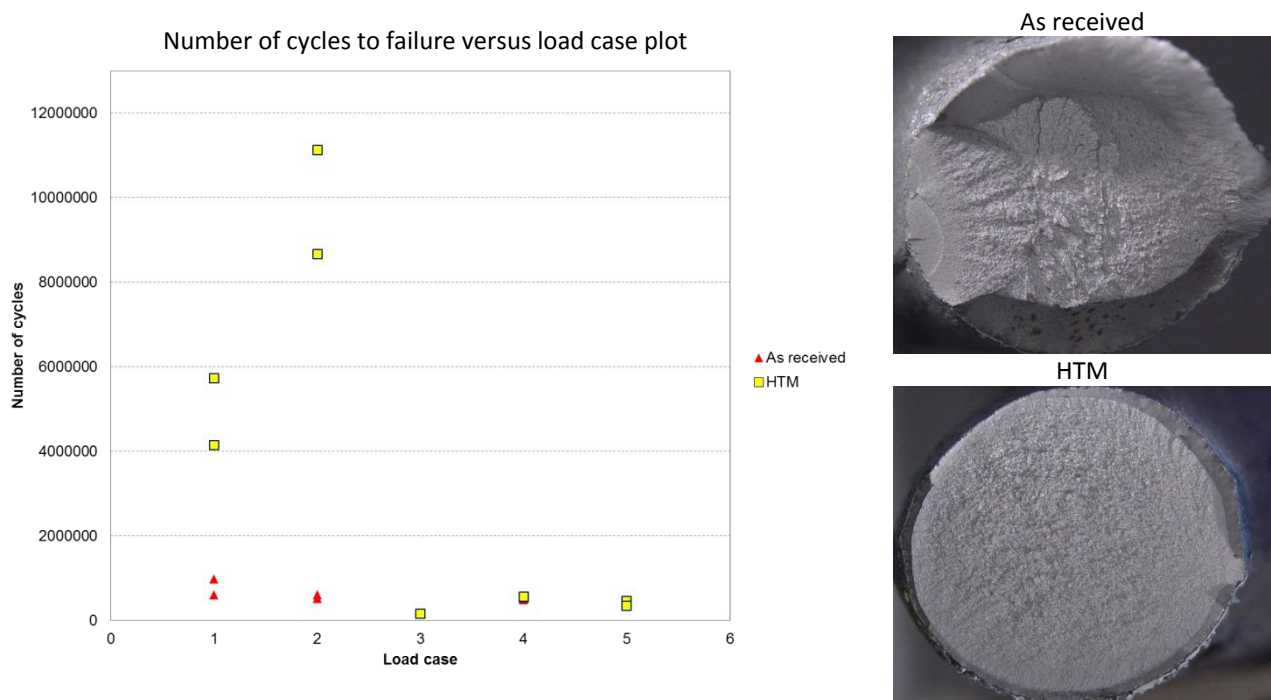 Number of cycles to failure versus load case plot
12000000
10000000
8000000
6000000
4000000
2000000
0
Number of cycles
0 1 2 3 4 5 6
Load case
As received
HTM
As received
HTM